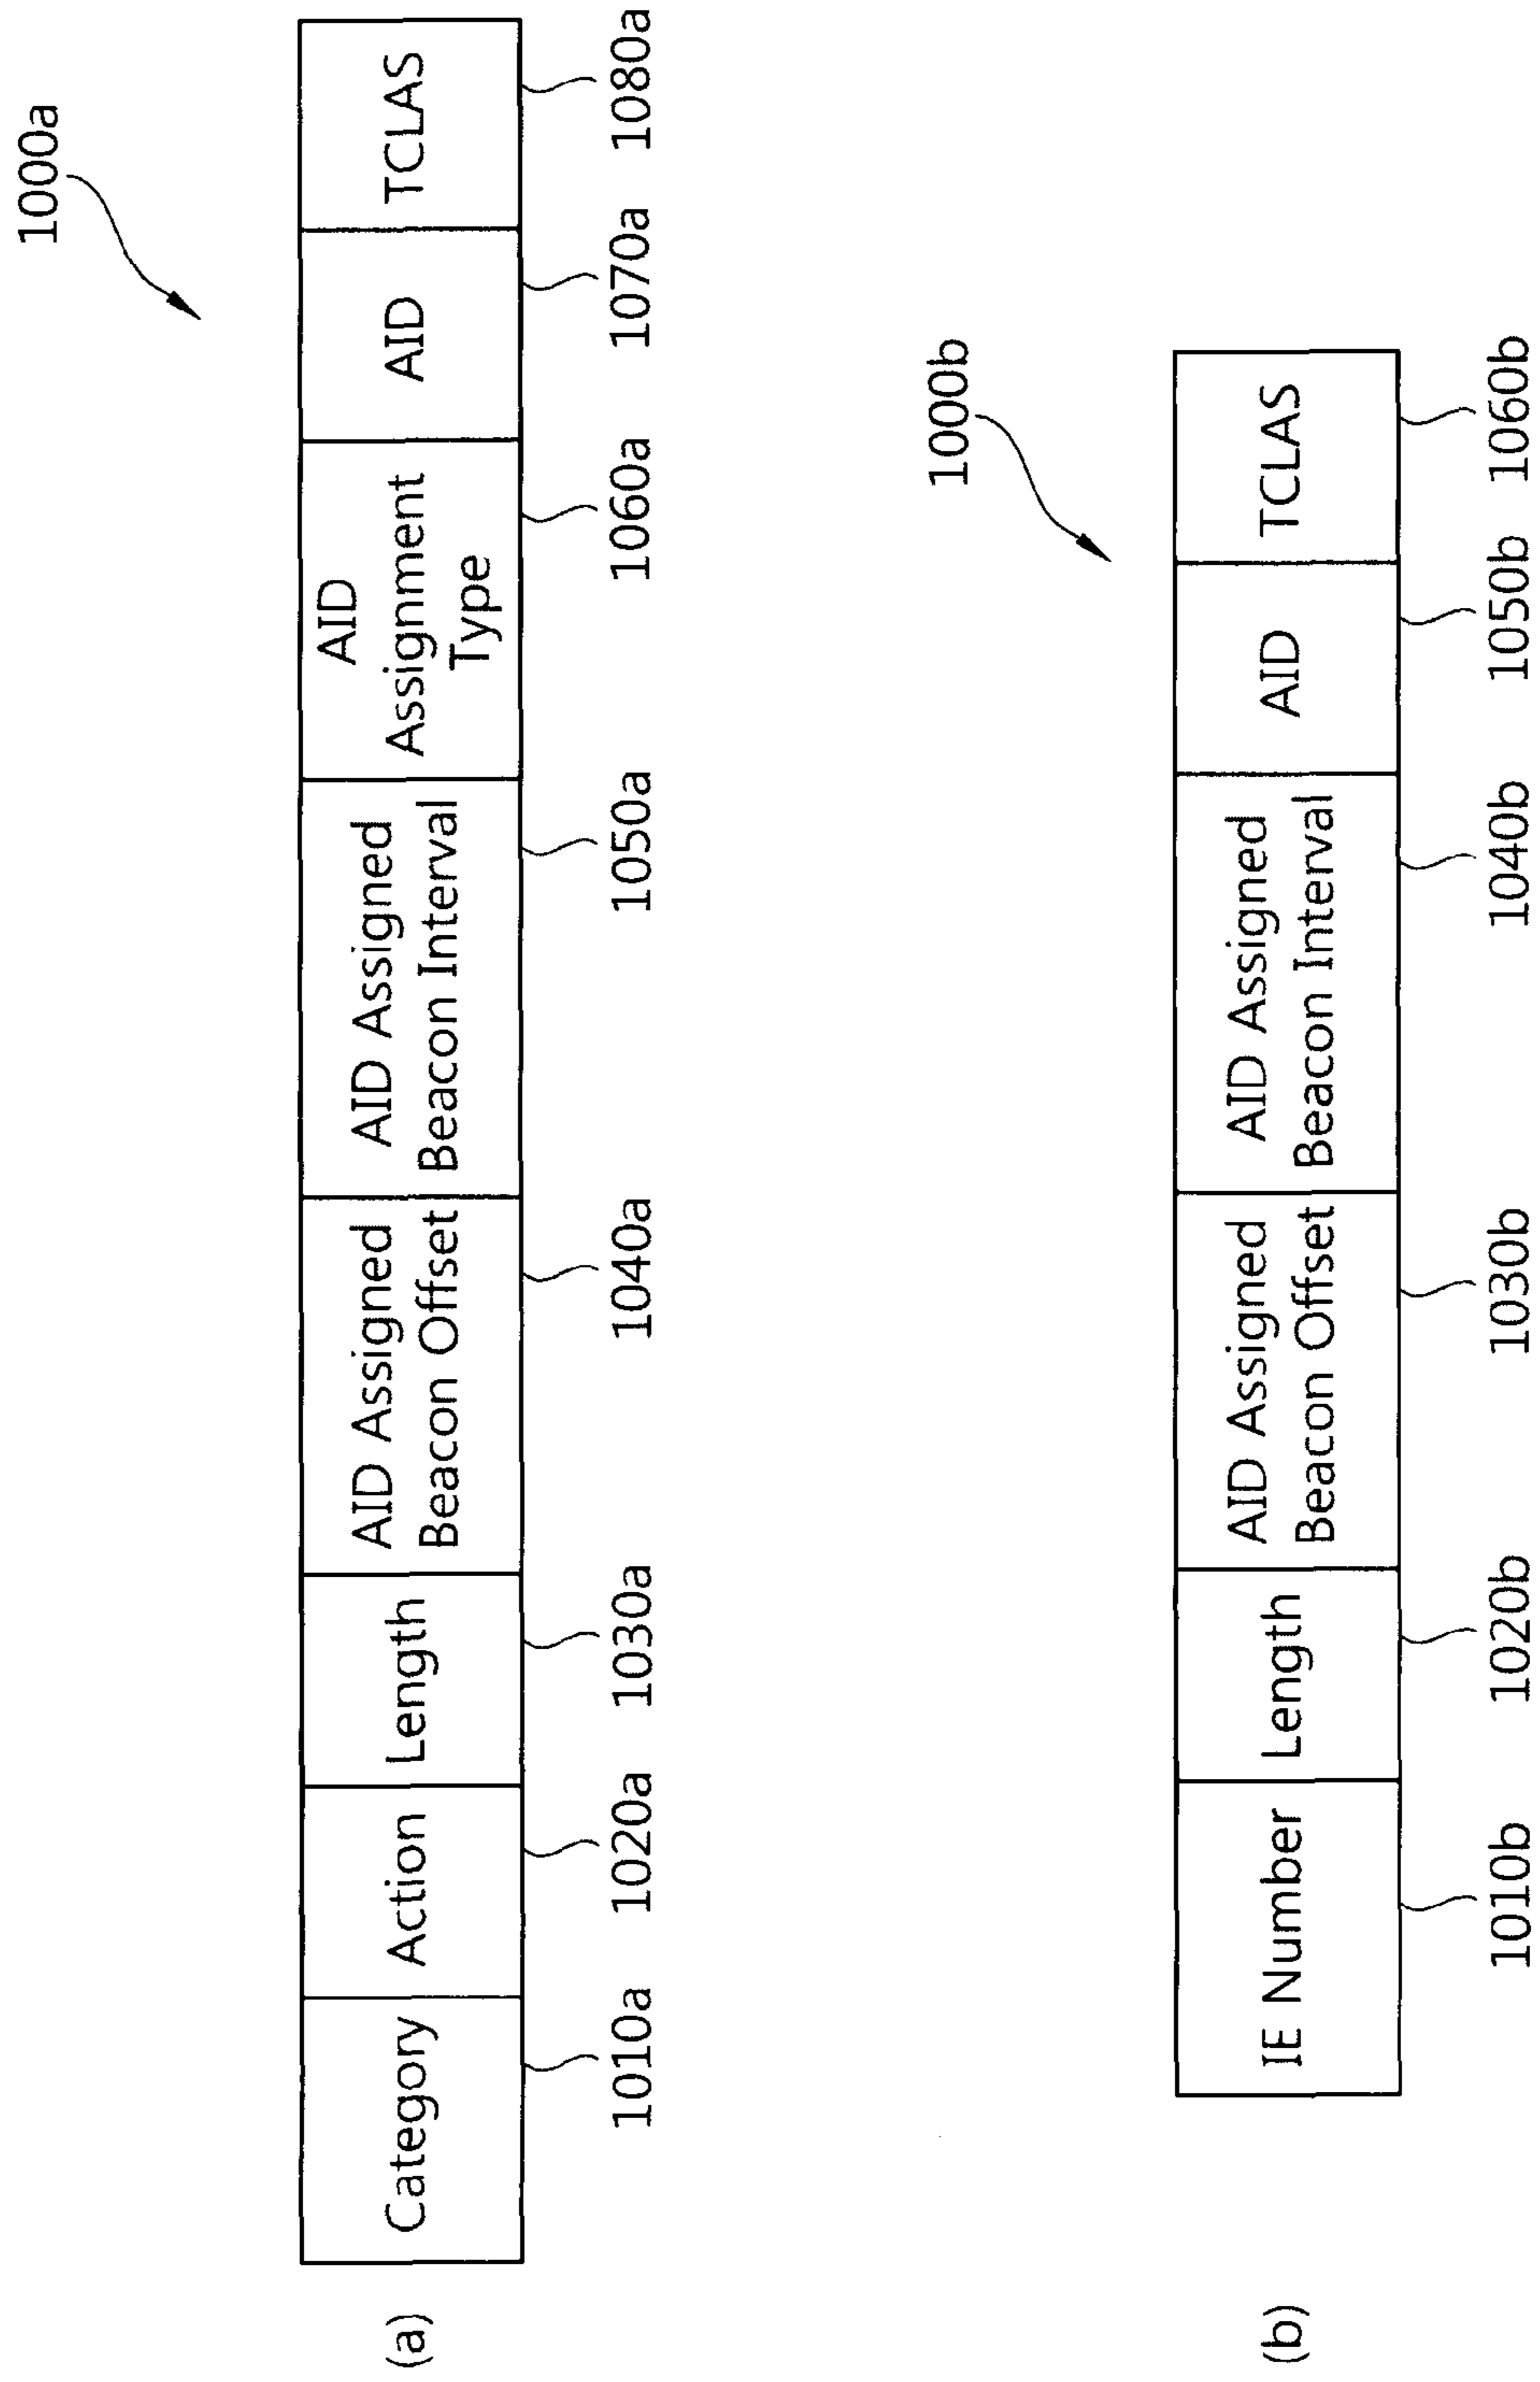 1000a
(a)
Category
Action
Length
AID Assigned
Beacon Offset
AID Assigned
Beacon Interval
AID
Assignment
Type
AID
TCLAS
1010a
1020a
1030a
1040a
1050a
1060a
1070a
1080a
1000b
(b)
IE Number
Length
AID Assigned
Beacon Offset
AID Assigned
Beacon Interval
AID
TCLAS
1010b
1020b
1030b
1040b
1050b
1060b